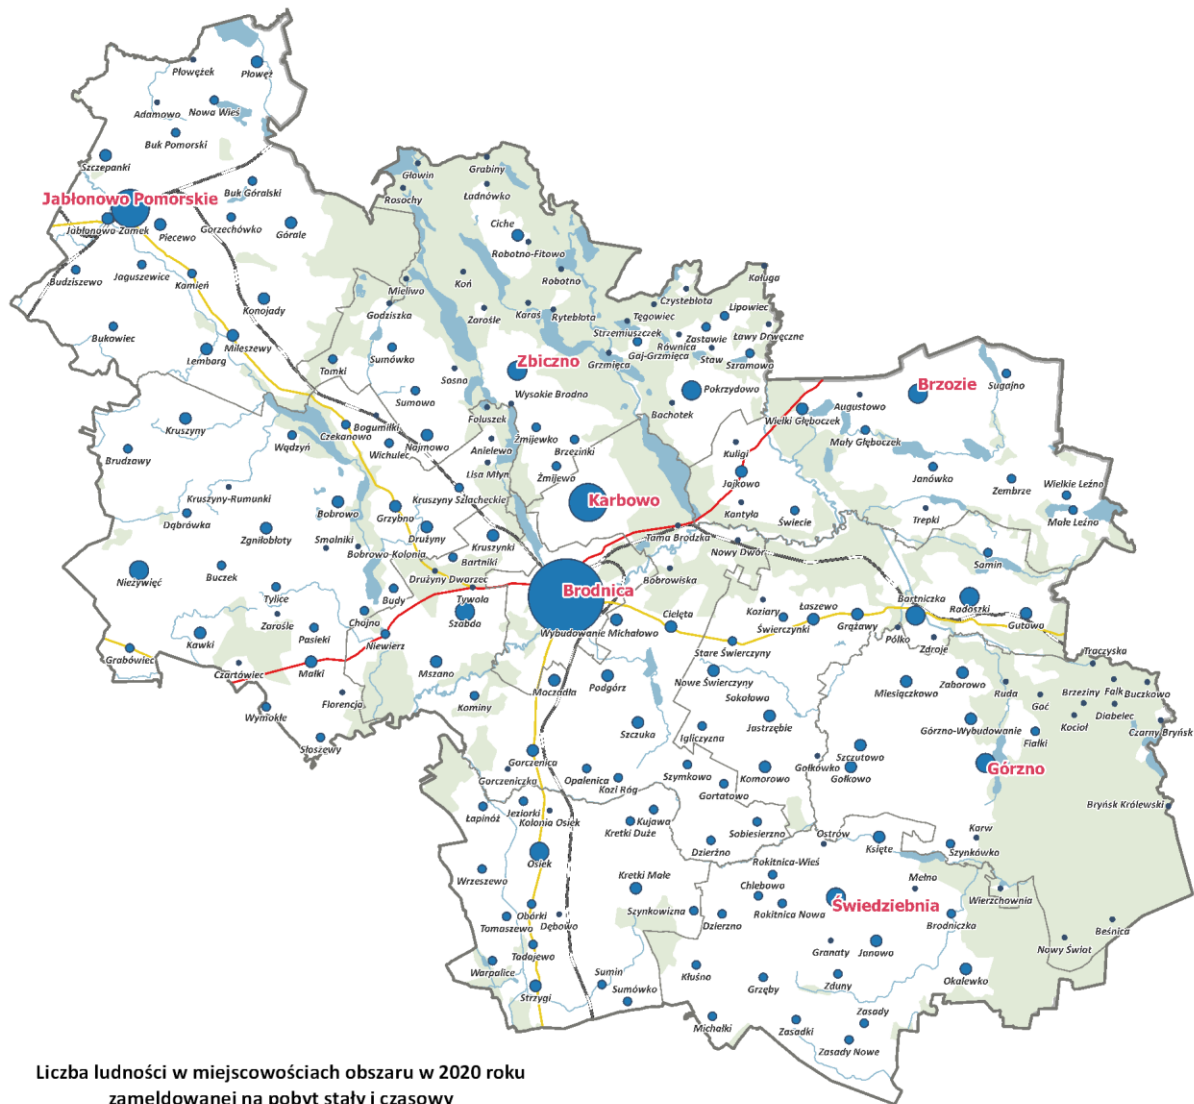 Płowężek
Płowęż
Adamowo
Nowa Wieś
Buk Pomorski
Szczepanki
Jabłonowo Pomorskie
Buk Góralski
Jabłonowo Zamek
Piecewo
Gorzechówko
Górale
Budziszewo
Jaguszewice
Kamień
Konojady
Bukowiec
Lembarg
Mileszewy
Głowin
Rosochy
Grabiny
Ładnówko
Ciche
Robotno-Fitowo
Koń
Robotno
Mieliwo
Godziszka
Zarośle
Karaś
Rytebłota
Kaługa
Czystebłota
Tęgowiec
Lipowiec
Strzemiuszczek
Zastawie
Ławy Drwęczne
Równica
Gaj-Grzmięca
Staw
Szramowo
Grzmięca
Tomki
Sumówko
Zbiczno
Sosno
Sumowo
Wysokie Brodno
Pokrzydowo
Bachotek
Brzozie
Sugajno
Augustowo
Wielki Głęboczek
Mały Głęboczek
Kruszyny
Wądzyń
Czekanowo
Bogumiłki
Wichulec
Najmowo
Foluszek
Anielewo
Żmijewko
Brzezinki
Lisa Młyn
Żmijewo
Kuligi
Jajkowo
Janówko
Zembrze
Wielkie Leźno
Małe Leźno
Brudzawy
Kruszyny-Rumunki
Dąbrówka
Zgniłobłoty
Bobrowo
Grzybno
Kruszyny Szlacheckie
Karbowo
Kantyła
Świecie
Trepki
Smolniki
Drużyny
Kruszynki
Tama Brodzka
Nowy Dwór
Samin
Bobrowo-Kolonia
Bartniki
Niezywięć
Buczek
Drużyny Dworzec
Bobrowiska
Tylice
Budy
Tywola
Brodnica
Koziary
Łaszewo
Bartniczka
Radoszki
Zarośle
Chojno
Szabda
Pasieki
Niewierz
Wybudowanie Michałowo
Cielęta
Świerczynki
Grążawy
Gutowo
Kawki
Stare Świerczyny
Pólko
Zdroje
Grabówiec
Czartówiec
Małki
Mszano
Moczadła
Podgórz
Nowe Świerczyny
Traczyska
Florencja
Kominy
Sokołowo
Miesiączkowo
Zaborowo
Ruda
Goć
Brzeziny
Falk
Buczkowo
Wymokłe
Słoszewy
Szczuka
Igliczyzna
Jastrzębie
Górzno-Wybudowanie
Kocioł
Diabelec
Fiałki
Czarny Bryńsk
Gorczenica
Gorczeniczka
Opalenica
Kozi Róg
Szymkowo
Komorowo
Gortatowo
Gołkówko
Szczutowo
Gołkowo
Górzno
Łapinóż
Jeziorki
Kolonia Osiek
Kujawa
Kretki Duże
Sobiesierzno
Bryńsk Królewski
Dzierżno
Ostrów
Księte
Karw
Szynkówko
Osiek
Rokitnica-Wieś
Wrzeszewo
Kretki Małe
Chlebowo
Mełno
Wierzchownia
Szynkowizna
Dzierzno
Rokitnica Nowa
Świedziebnia
Obórki
Dębowo
Tomaszewo
Brodniczka
Beśnica
Tadajewo
Granaty
Janowo
Nowy Świat
Warpalice
Strzygi
Sumin
Sumówko
Kłuśno
Grzęby
Zduny
Okalewko
Michałki
Zasadki
Zasady
Zasady Nowe
Liczba ludności w miejscowościach obszaru w 2020 roku
zameldowanej na pobyt stały i czasowy